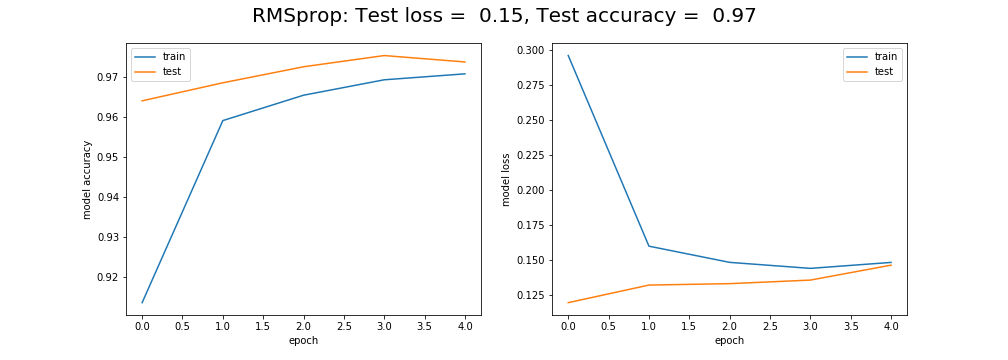 RMSprop: Test loss =  0.15, Test accuracy =  0.97
train
test
model accuracy
0.97
0.96
0.95
0.94
0.93
0.92
0.0 0.5 1.0 1.5 2.0 2.5 3.0 3.5 4.0
epoch
train
test
model loss
0.300
0.275
0.250
0.225
0.200
0.175
0.150
0.125
0.0 0.5 1.0 1.5 2.0 2.5 3.0 3.5 4.0
epoch